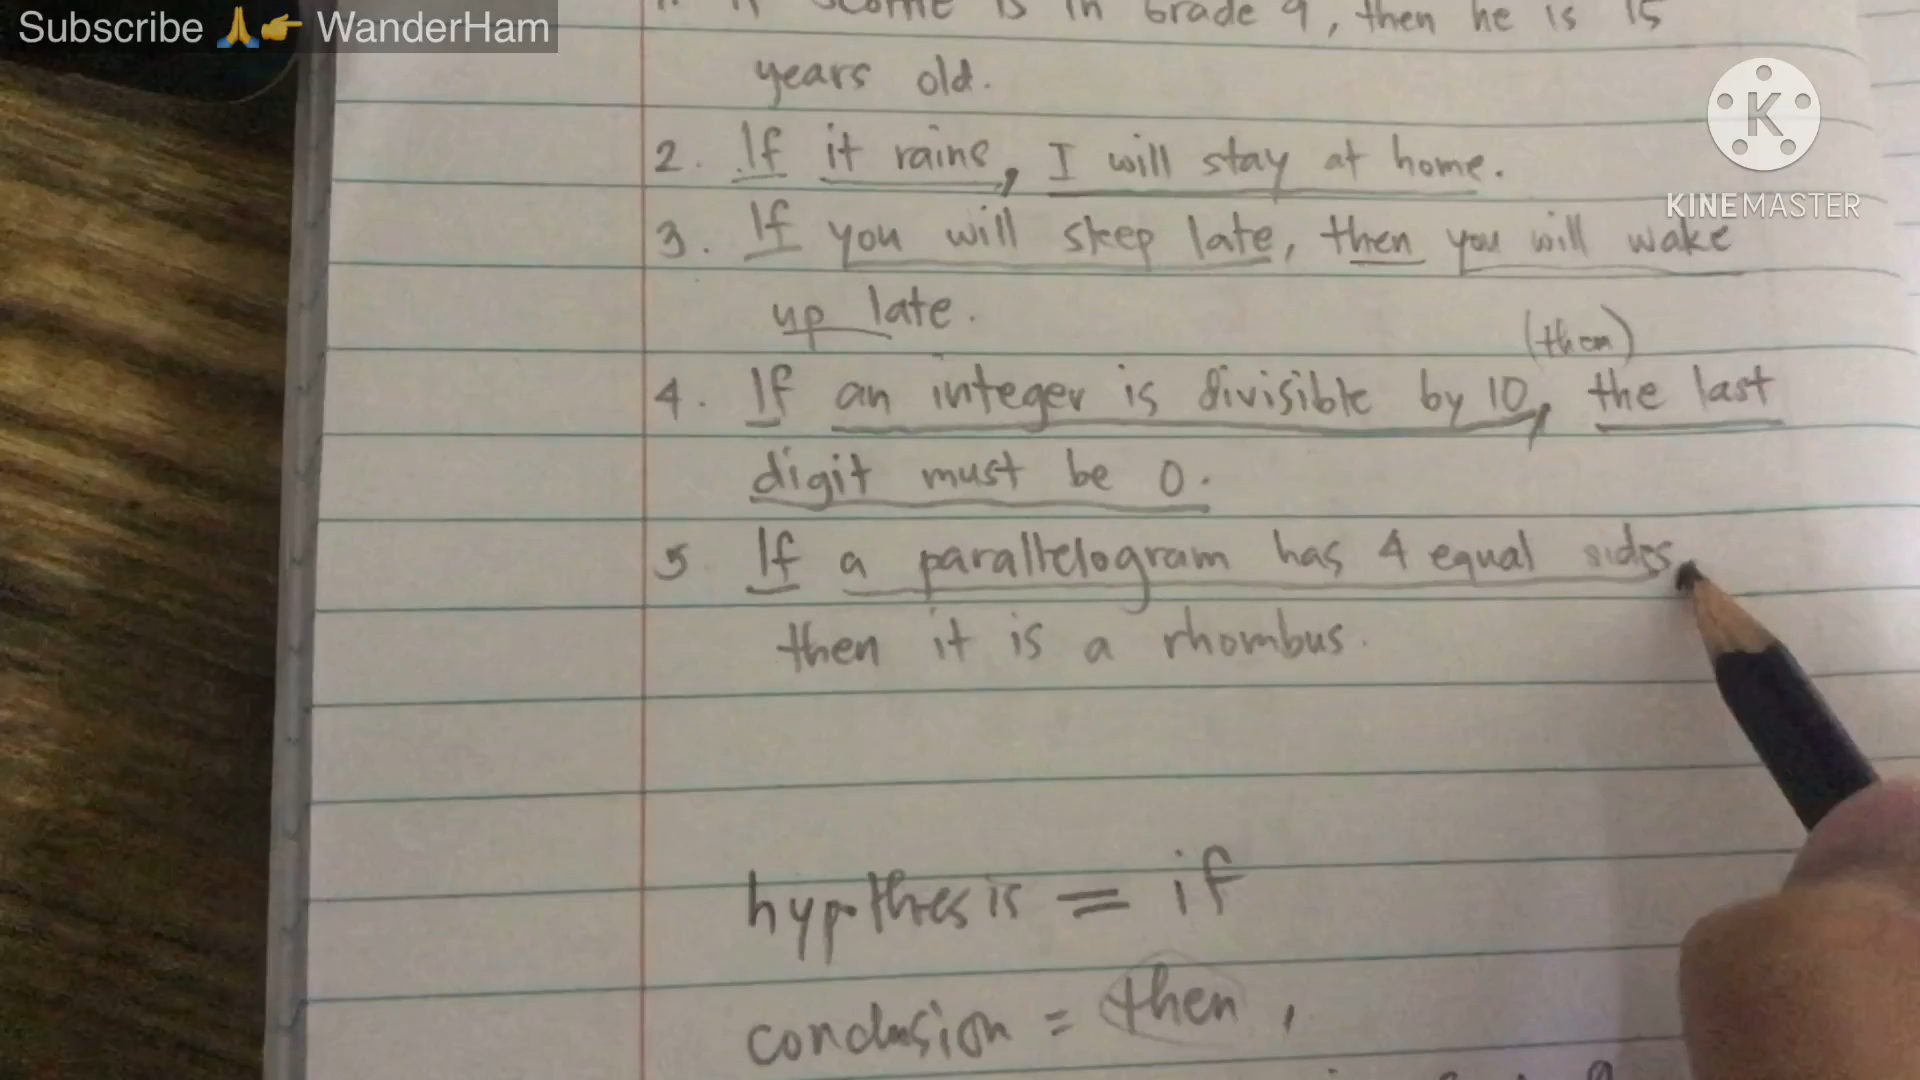 Subscribe 🙏👉 WanderHam
is in Grade 9, then he is 15
years old.
K
KINEMASTER
2. If it rains, I will stay at home.
3. If you will sleep late, then you will wake
up late.
(then)
4. If an integer is divisible by 10, the last
digit must be 0.
5 If a parallelogram has 4 equal sides,
then it is a rhombus.
hypothesis = if
conclusion = then ,